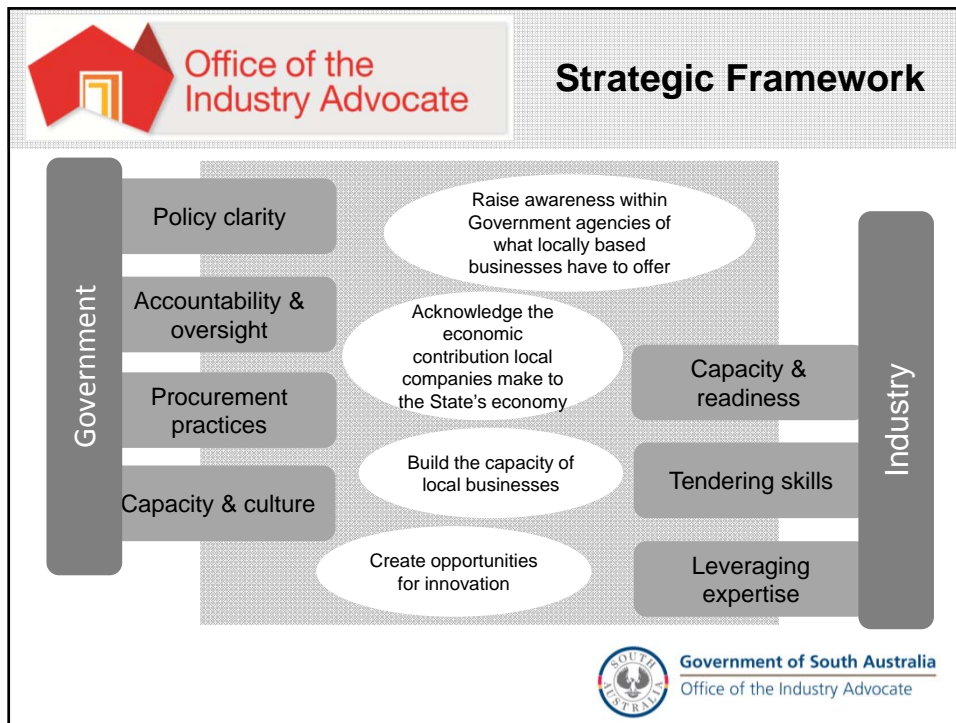 Office of the
Industry Advocate
Strategic Framework
Government
Policy clarity
Accountability &
oversight
Procurement
practices
Capacity & culture
Raise awareness within
Government agencies of
what locally based
businesses have to offer
Acknowledge the
economic
contribution local
companies make to
the State's economy
Build the capacity of
local businesses
Create opportunities
for innovation
Capacity &
readiness
Tendering skills
Leveraging
expertise
Industry
SOUTH
AUSTRALIA
Government of South Australia
Office of the Industry Advocate